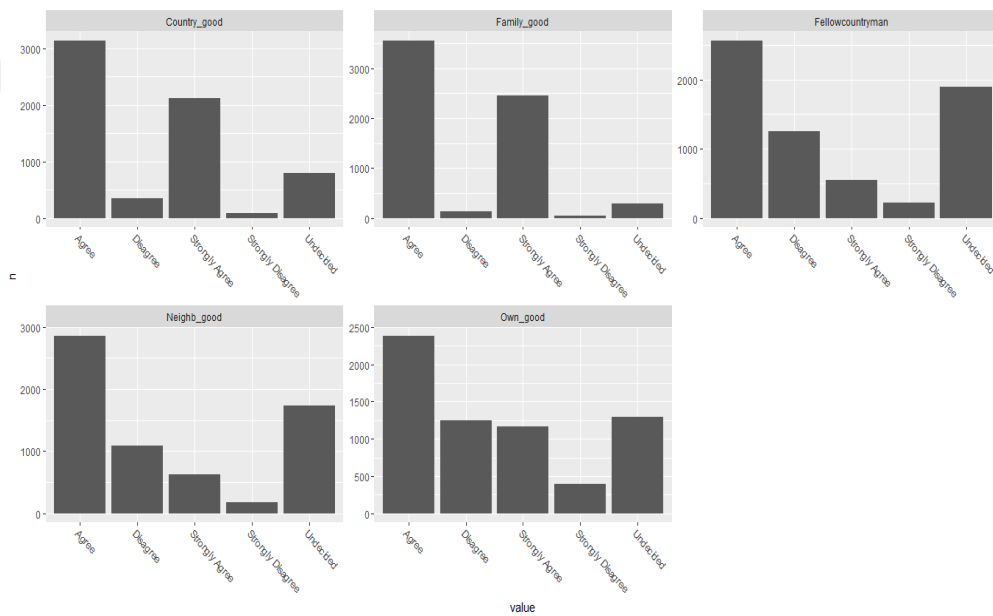 Country_good
Family_good
Fellowcountryman
3000
2000
1000
0
3000
2000
1000
0
2000
1000
0
Agree
Disagree
Strongly Agree
Strongly Disagree
Undecided
Agree
Disagree
Strongly Agree
Strongly Disagree
Undecided
Agree
Disagree
Strongly Agree
Strongly Disagree
Undecided
n
Neighb_good
Own_good
3000
2000
1000
0
2500
2000
1500
1000
500
0
Agree
Disagree
Strongly Agree
Strongly Disagree
Undecided
Agree
Disagree
Strongly Agree
Strongly Disagree
Undecided
value